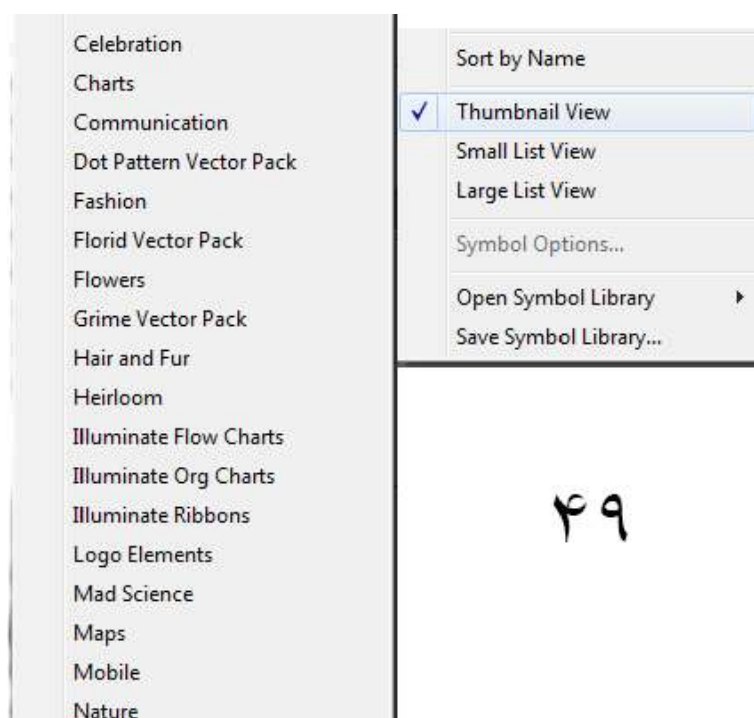 Celebration
Charts
Communication
Dot Pattern Vector Pack
Fashion
Florid Vector Pack
Flowers
Grime Vector Pack
Hair and Fur
Heirloom
Illuminate Flow Charts
Illuminate Org Charts
Illuminate Ribbons
Logo Elements
Mad Science
Maps
Mobile
Nature
Sort by Name
Thumbnail View
Small List View
Large List View
Symbol Options...
Open Symbol Library
Save Symbol Library...
۴۹